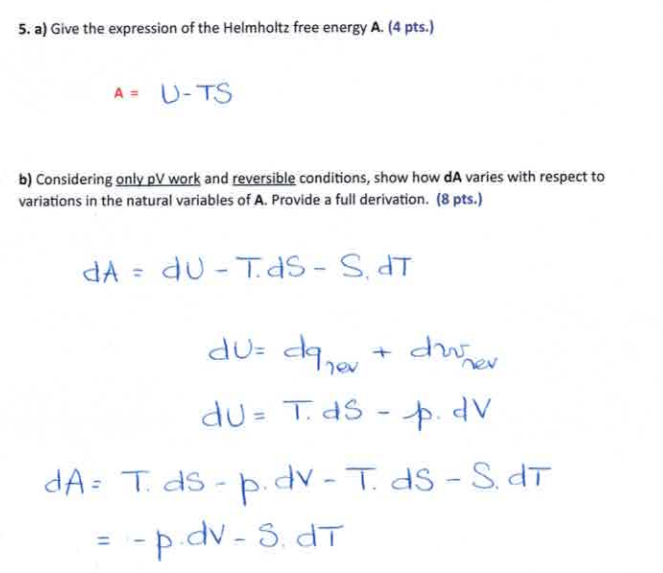 5. a) Give the expression of the Helmholtz free energy A. (4 pts.)
A = U-TS
b) Considering only pV work and reversible conditions, show how dA varies with respect to
variations in the natural variables of A. Provide a full derivation. (8 pts.)
dA = dU - T.dS - S.dT
dU = dq rev + dw rev
dU = T.dS - p.dV
dA = T.dS - p.dV - T.dS - S.dT
= -p.dV - S.dT